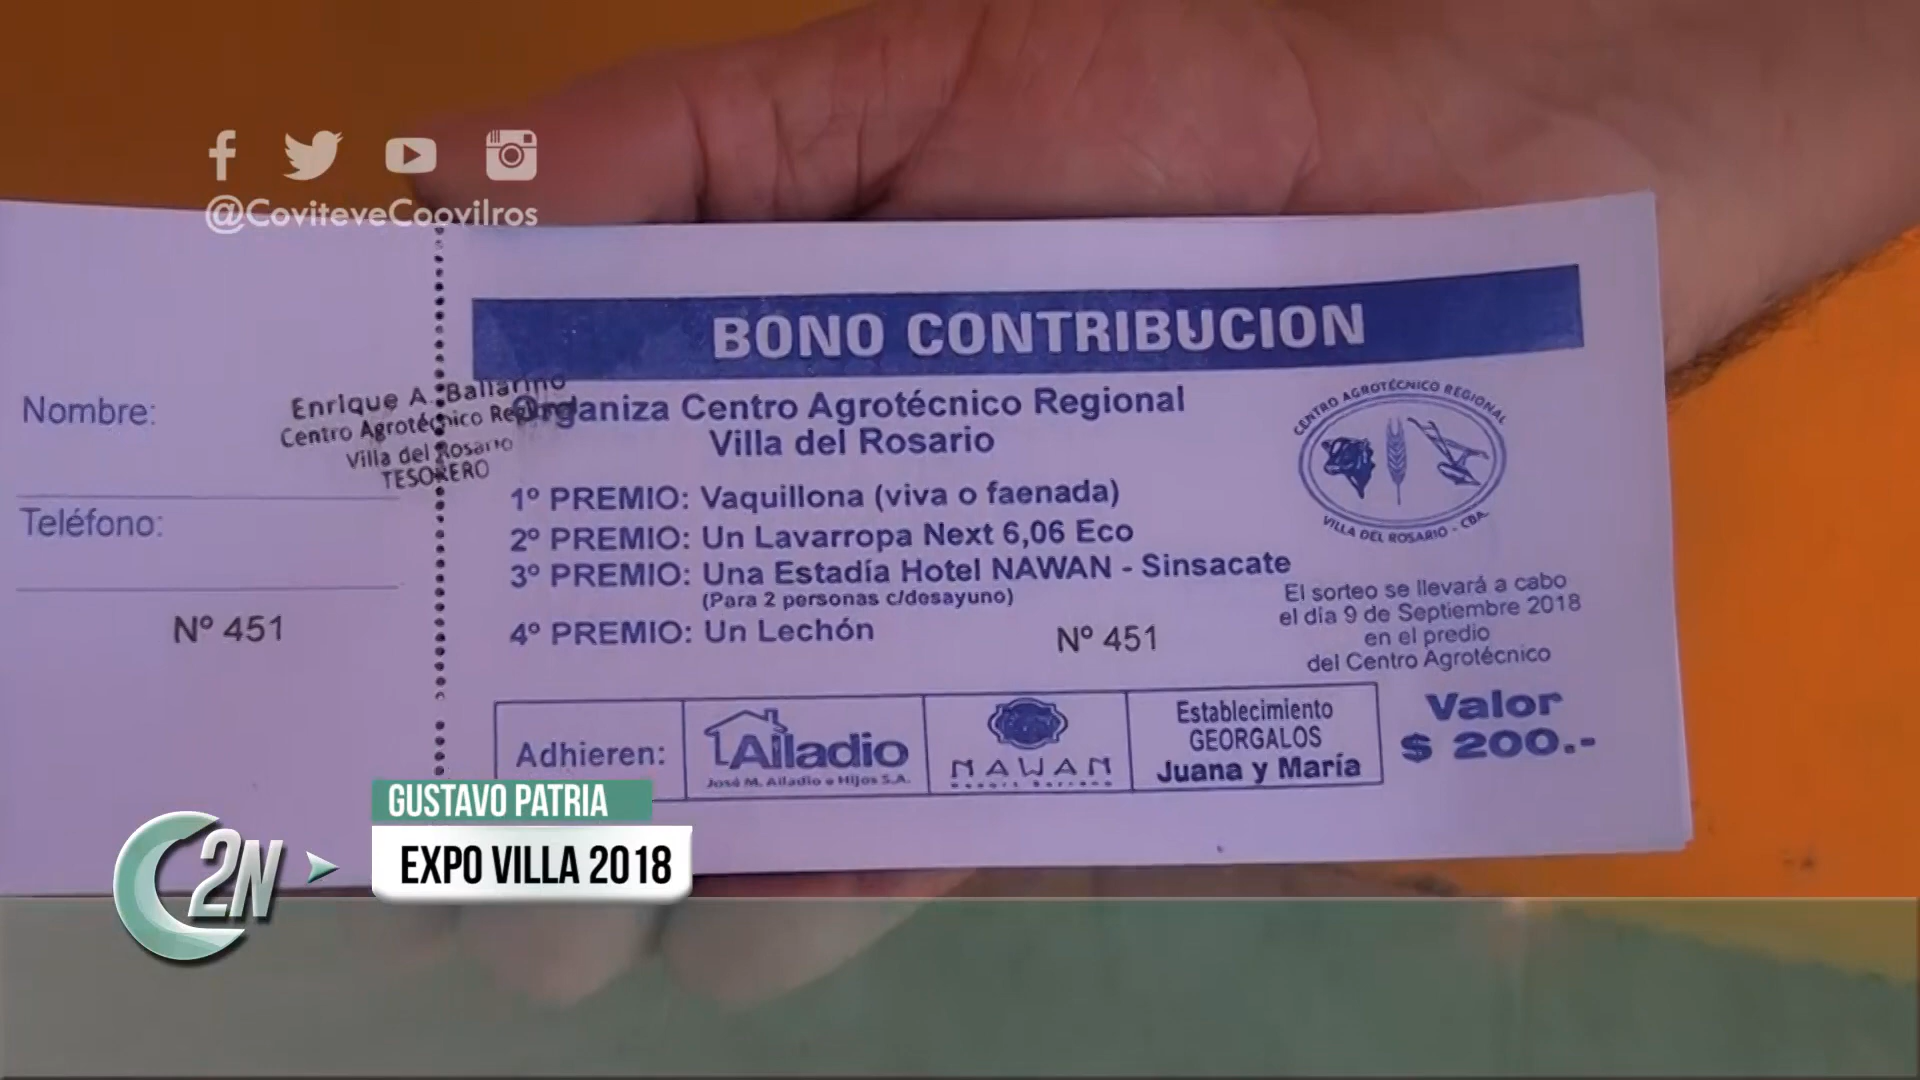 @CoviteveCoovilros
BONO CONTRIBUCION
Nombre:
Enrique A. Ballarino
Centro Agrotécnico
Villa del Rosario
TESORERO
Teléfono:
Nº 451
Organiza Centro Agrotécnico Regional
Villa del Rosario
1º PREMIO: Vaquillona (viva o faenada)
2º PREMIO: Un Lavarropa Next 6,06 Eco
3º PREMIO: Una Estadía Hotel NAWAN - Sinsacate
(Para 2 personas c/desayuno)
4º PREMIO: Un Lechón
Nº 451
CENTRO AGROTÉCNICO REGIONAL
VILLA DEL ROSARIO - CBA.
El sorteo se llevará a cabo
el día 9 de Septiembre 2018
en el predio
del Centro Agrotécnico
Adhieren:
Alladio
José M. Alladio e Hijos S.A.
NAWAN
Establecimiento
GEORGALOS
Juana y María
Valor
$ 200.-
GUSTAVO PATRIA
C2N
EXPO VILLA 2018